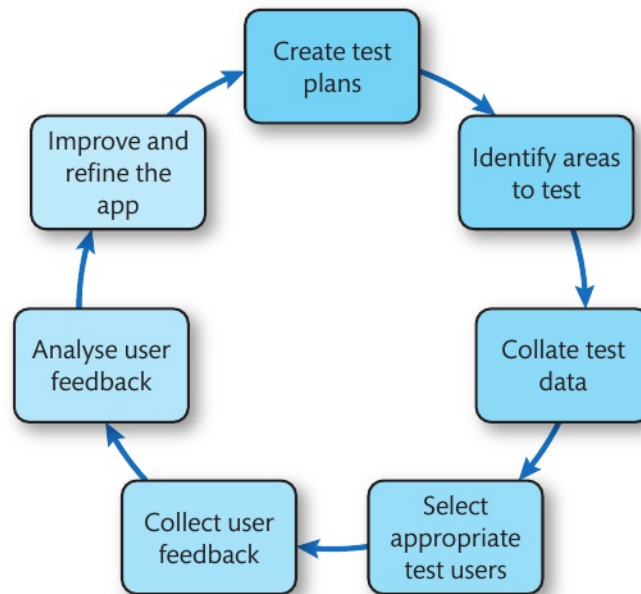 Create test
plans
Identify areas
to test
Collate test
data
Select
appropriate
test users
Collect user
feedback
Analyse user
feedback
Improve and
refine the
app